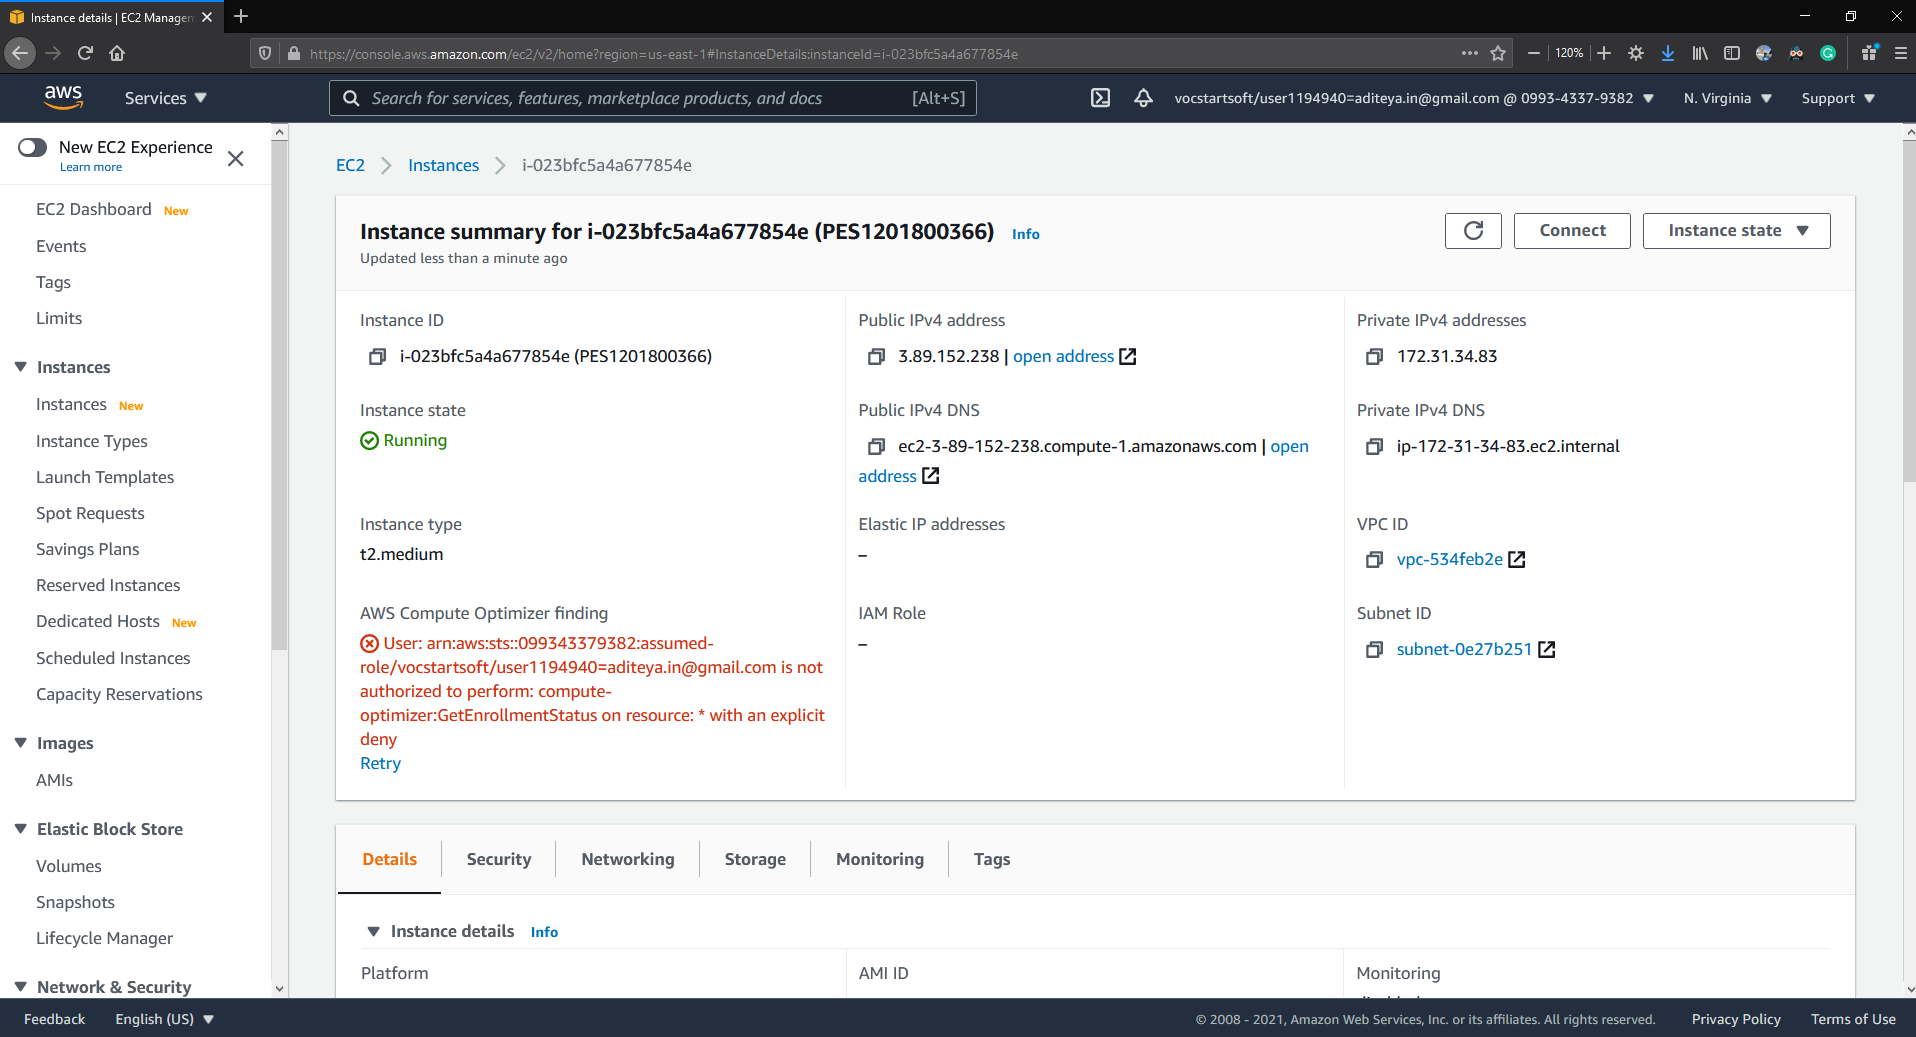 Instance details | EC2 Managem
https://console.aws.amazon.com/ec2/v2/home?region=us-east-1#InstanceDetails:instanceId=i-023bfc5a4a677854e
120%
aws
Services
Search for services, features, marketplace products, and docs
[Alt+S]
vocstartsoft/user1194940=aditeya.in@gmail.com @ 0993-4337-9382
N. Virginia
Support
New EC2 Experience
Learn more
EC2 Dashboard New
Events
Tags
Limits
Instances
Instances New
Instance Types
Launch Templates
Spot Requests
Savings Plans
Reserved Instances
Dedicated Hosts New
Scheduled Instances
Capacity Reservations
Images
AMIs
Elastic Block Store
Volumes
Snapshots
Lifecycle Manager
Network & Security
EC2 > Instances > i-023bfc5a4a677854e
Instance summary for i-023bfc5a4a677854e (PES1201800366) Info
Updated less than a minute ago
Connect
Instance state
Instance ID
i-023bfc5a4a677854e (PES1201800366)
Public IPv4 address
3.89.152.238 | open address
Private IPv4 addresses
172.31.34.83
Instance state
Running
Public IPv4 DNS
ec2-3-89-152-238.compute-1.amazonaws.com | open
address
Private IPv4 DNS
ip-172-31-34-83.ec2.internal
Instance type
t2.medium
Elastic IP addresses
–
VPC ID
vpc-534feb2e
AWS Compute Optimizer finding
User: arn:aws:sts::099343379382:assumed-
role/vocstartsoft/user1194940=aditeya.in@gmail.com is not
authorized to perform: compute-
optimizer:GetEnrollmentStatus on resource: * with an explicit
deny
Retry
IAM Role
–
Subnet ID
subnet-0e27b251
Details
Security
Networking
Storage
Monitoring
Tags
Instance details Info
Platform
AMI ID
Monitoring
Feedback
English (US)
© 2008 - 2021, Amazon Web Services, Inc. or its affiliates. All rights reserved.
Privacy Policy
Terms of Use